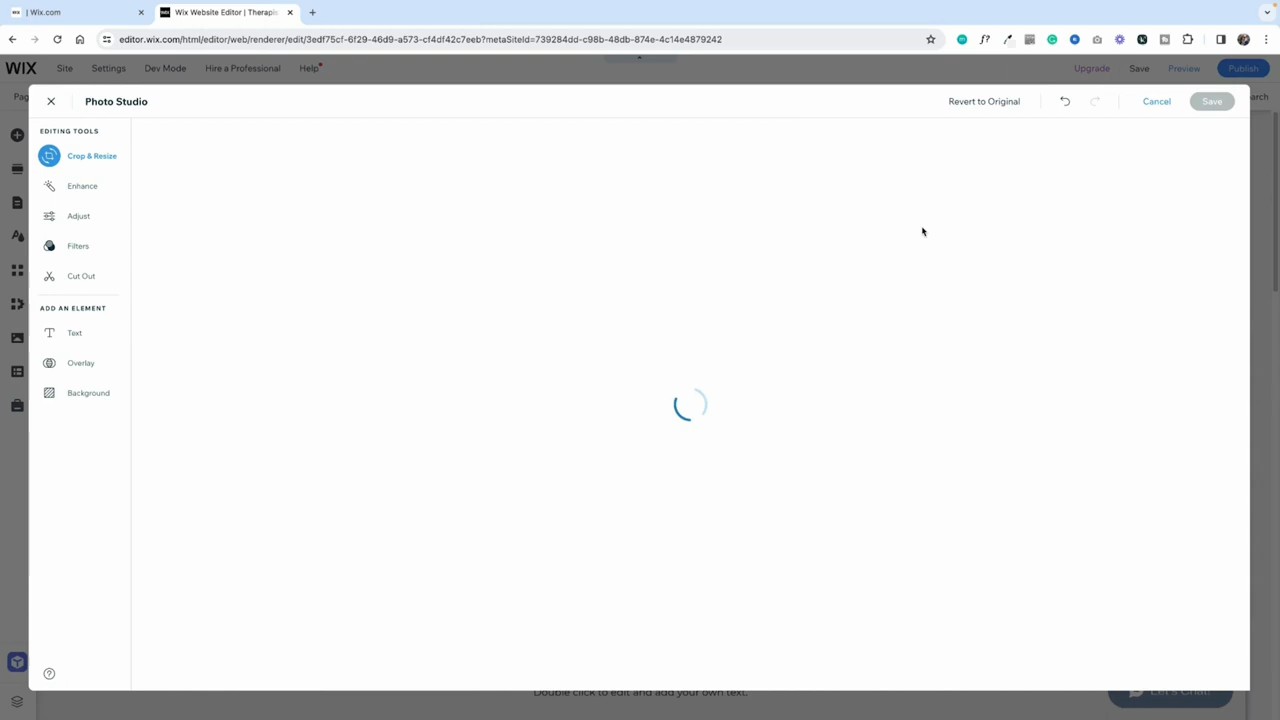 | Wix.com
Wix Website Editor | Therapis
editor.wix.com/html/editor/web/renderer/edit/3edf75cf-6f29-46d9-a573-cf4df42c7eeb?metaSiteId=739284dd-c98b-48db-874e-4c14e4879242
WIX Site Settings Dev Mode Hire a Professional Help Upgrade Save Preview Publish
Photo Studio Revert to Original Cancel Save
EDITING TOOLS
Crop & Resize
Enhance
Adjust
Filters
Cut Out
ADD AN ELEMENT
Text
Overlay
Background
Double click to edit and add your own text.
Let's Chat!